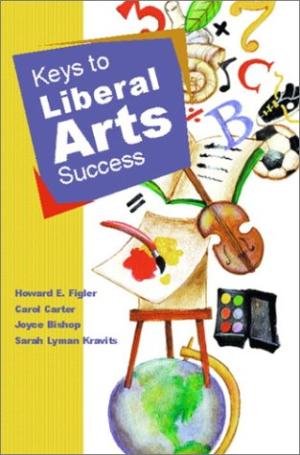 Keys to
Liberal
Arts
Success
Howard E. Figler
Carol Carter
Joyce Bishop
Sarah Lyman Kravits